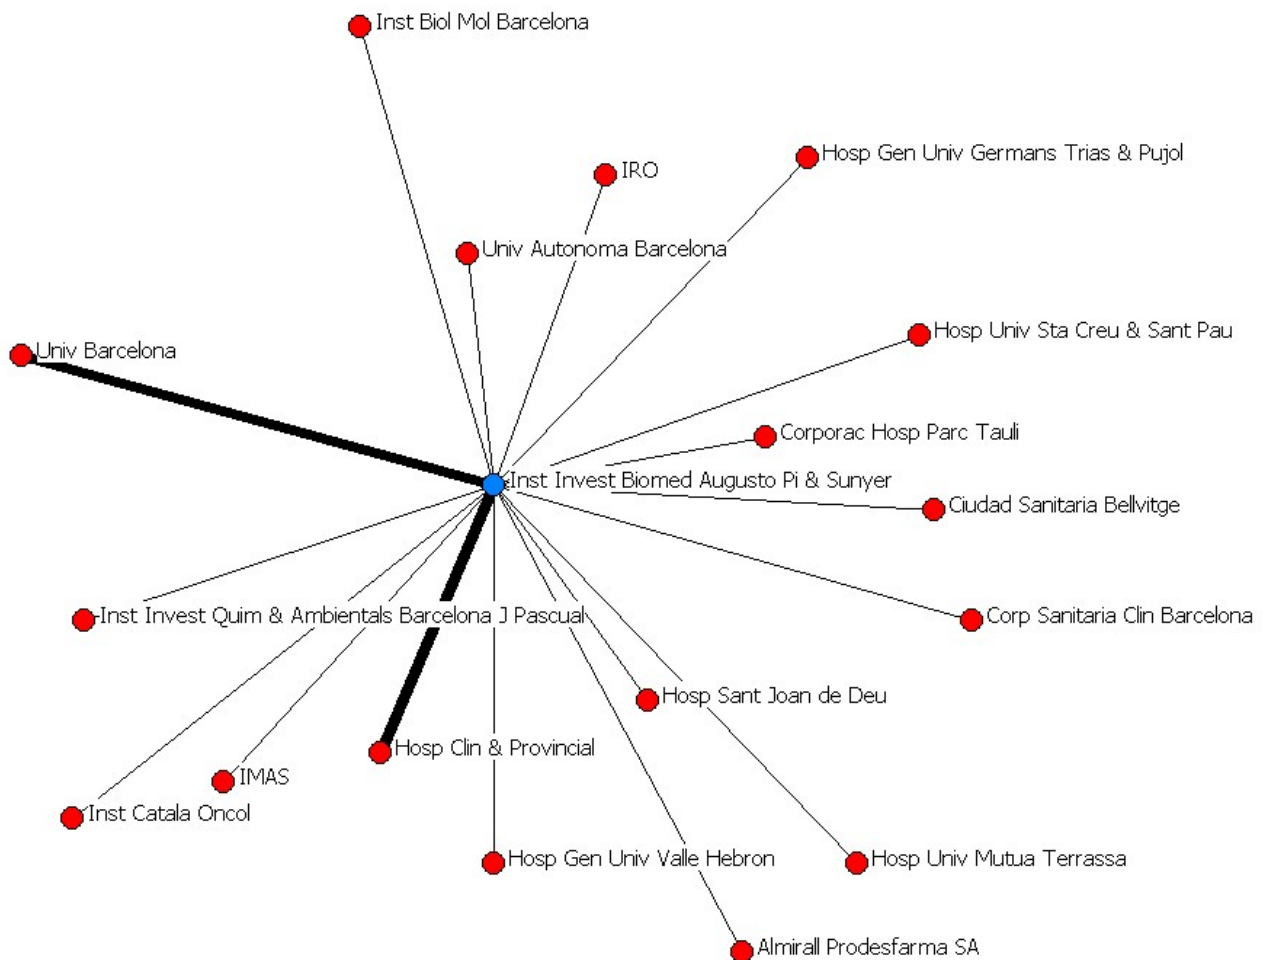 Inst Biol Mol Barcelona
Hosp Gen Univ Germans Trias & Pujol
IRO
Univ Autonoma Barcelona
Hosp Univ Sta Creu & Sant Pau
Univ Barcelona
Corporac Hosp Parc Tauli
Inst Invest Biomed Augusto Pi & Sunyer
Ciudad Sanitaria Bellvitge
Inst Invest Quim & Ambientals Barcelona J Pascual
Corp Sanitaria Clin Barcelona
Hosp Sant Joan de Deu
Hosp Clin & Provincial
IMAS
Inst Catala Oncol
Hosp Gen Univ Valle Hebron
Hosp Univ Mutua Terrassa
Almirall Prodesfarma SA